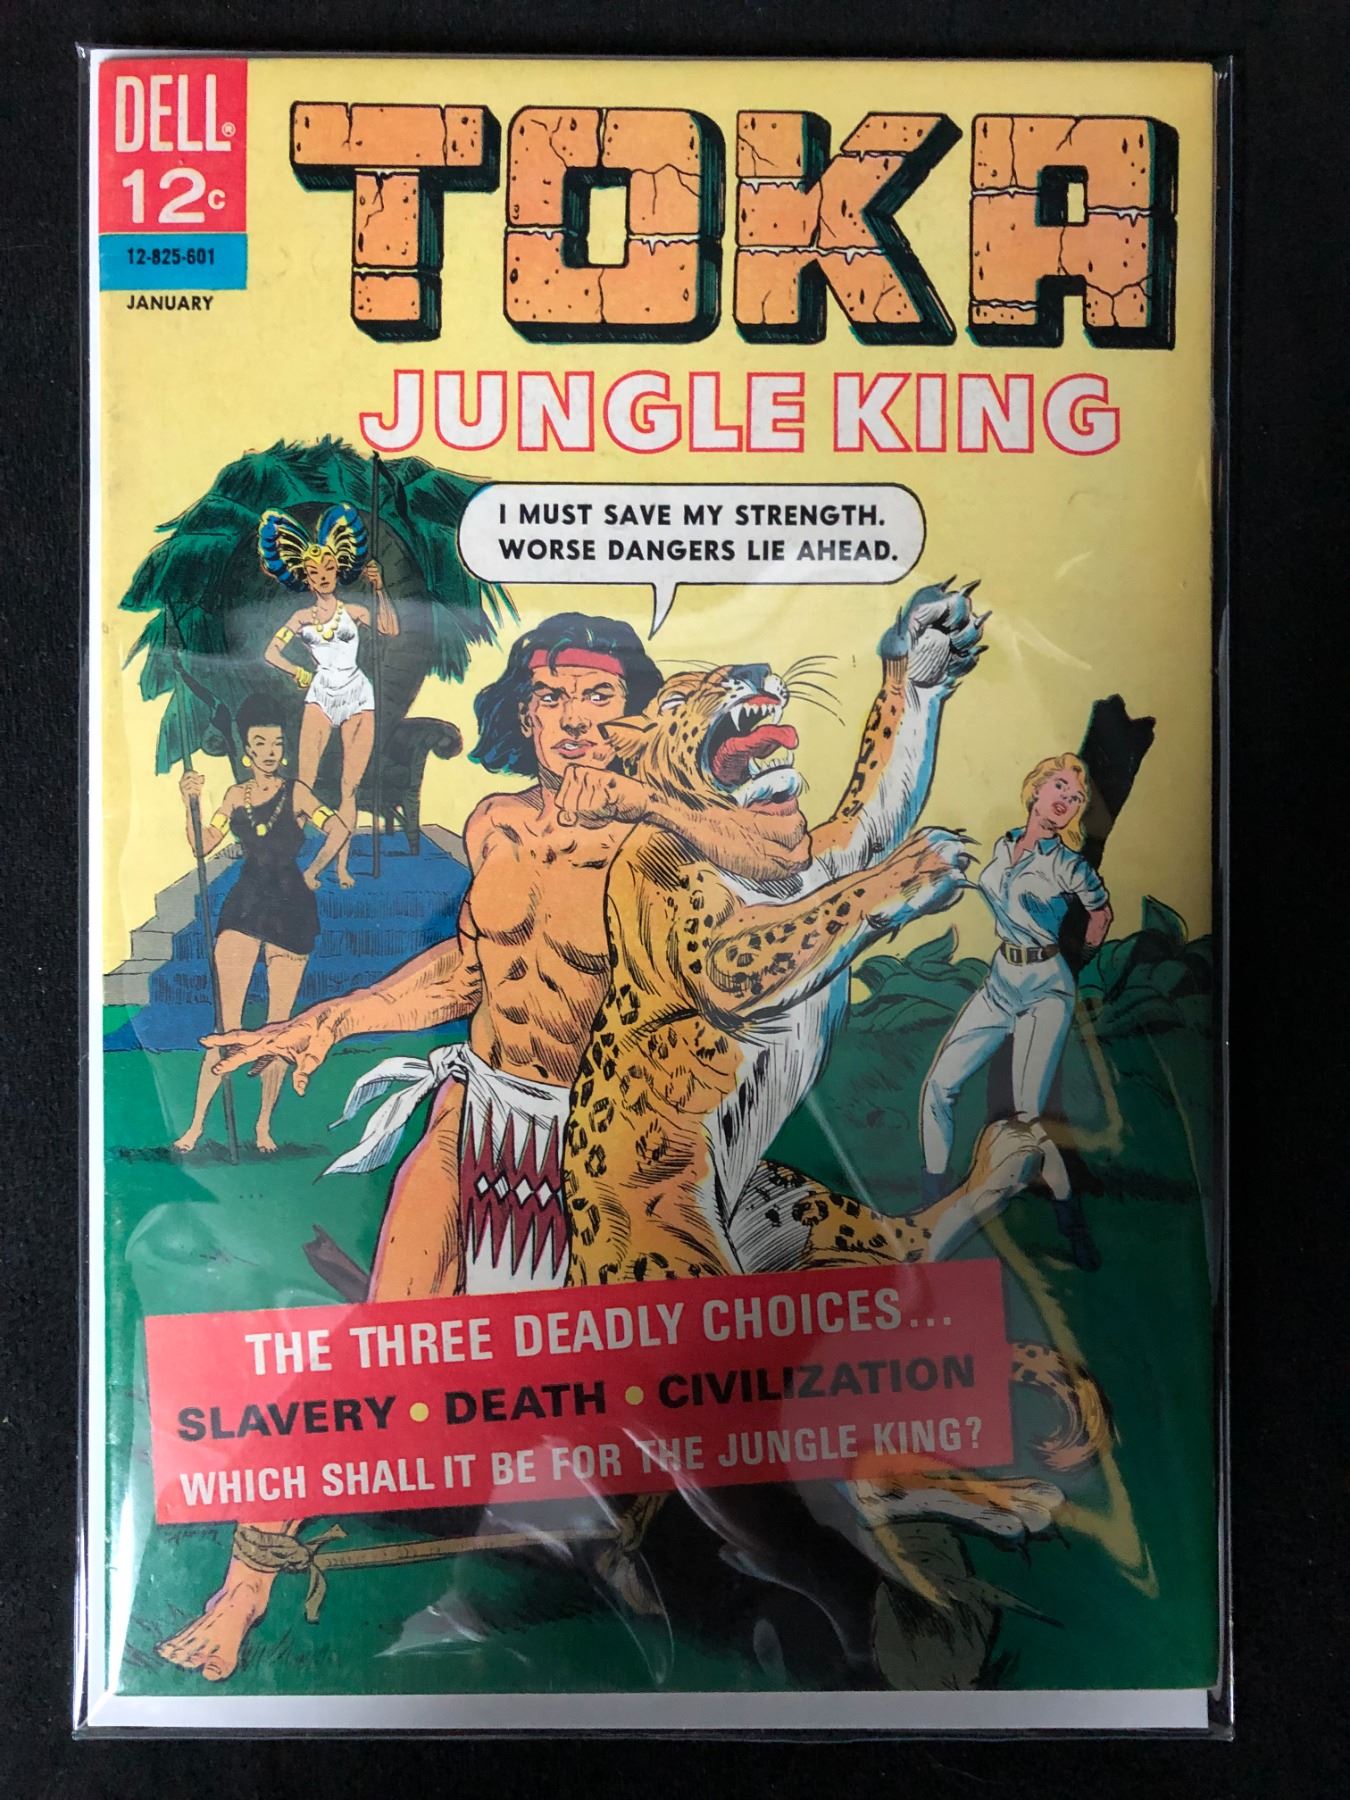 DELL®
12c
12-825-601
JANUARY
TOKA
JUNGLE KING
I MUST SAVE MY STRENGTH.
WORSE DANGERS LIE AHEAD.
THE THREE DEADLY CHOICES...
SLAVERY • DEATH • CIVILIZATION
WHICH SHALL IT BE FOR THE JUNGLE KING?